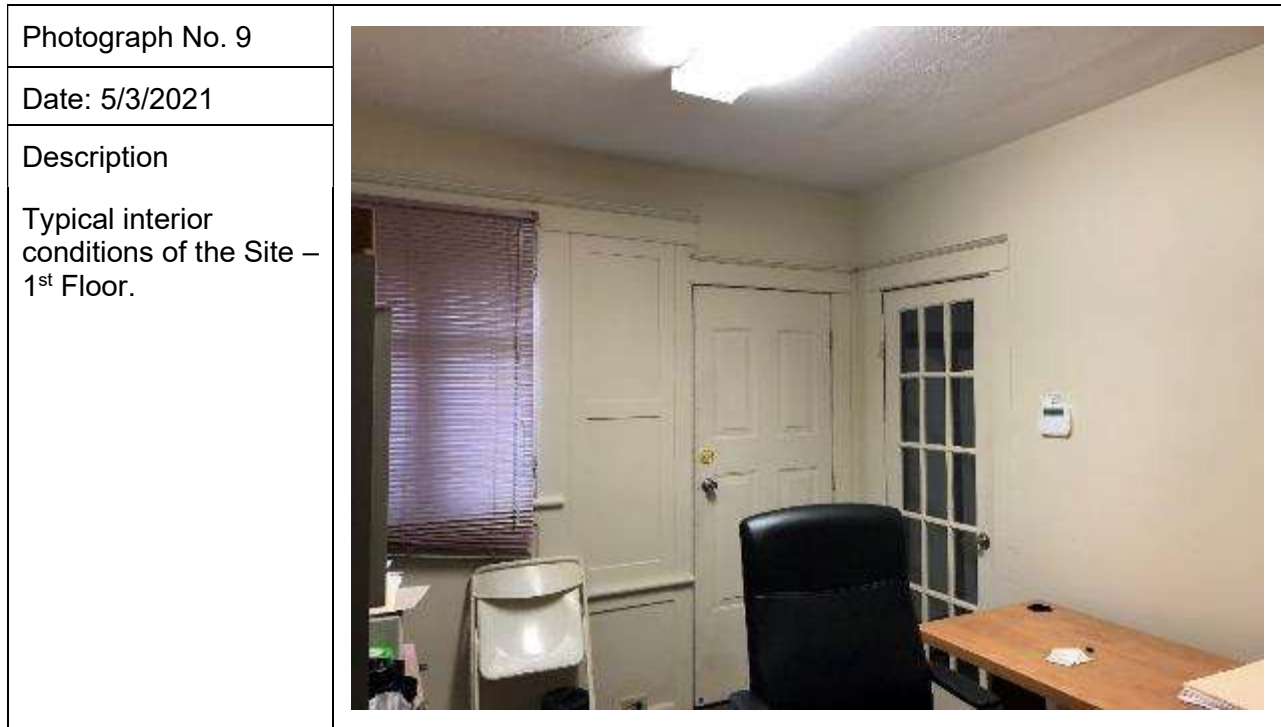 Photograph No. 9
Date: 5/3/2021
Description
Typical interior
conditions of the Site –
1st Floor.